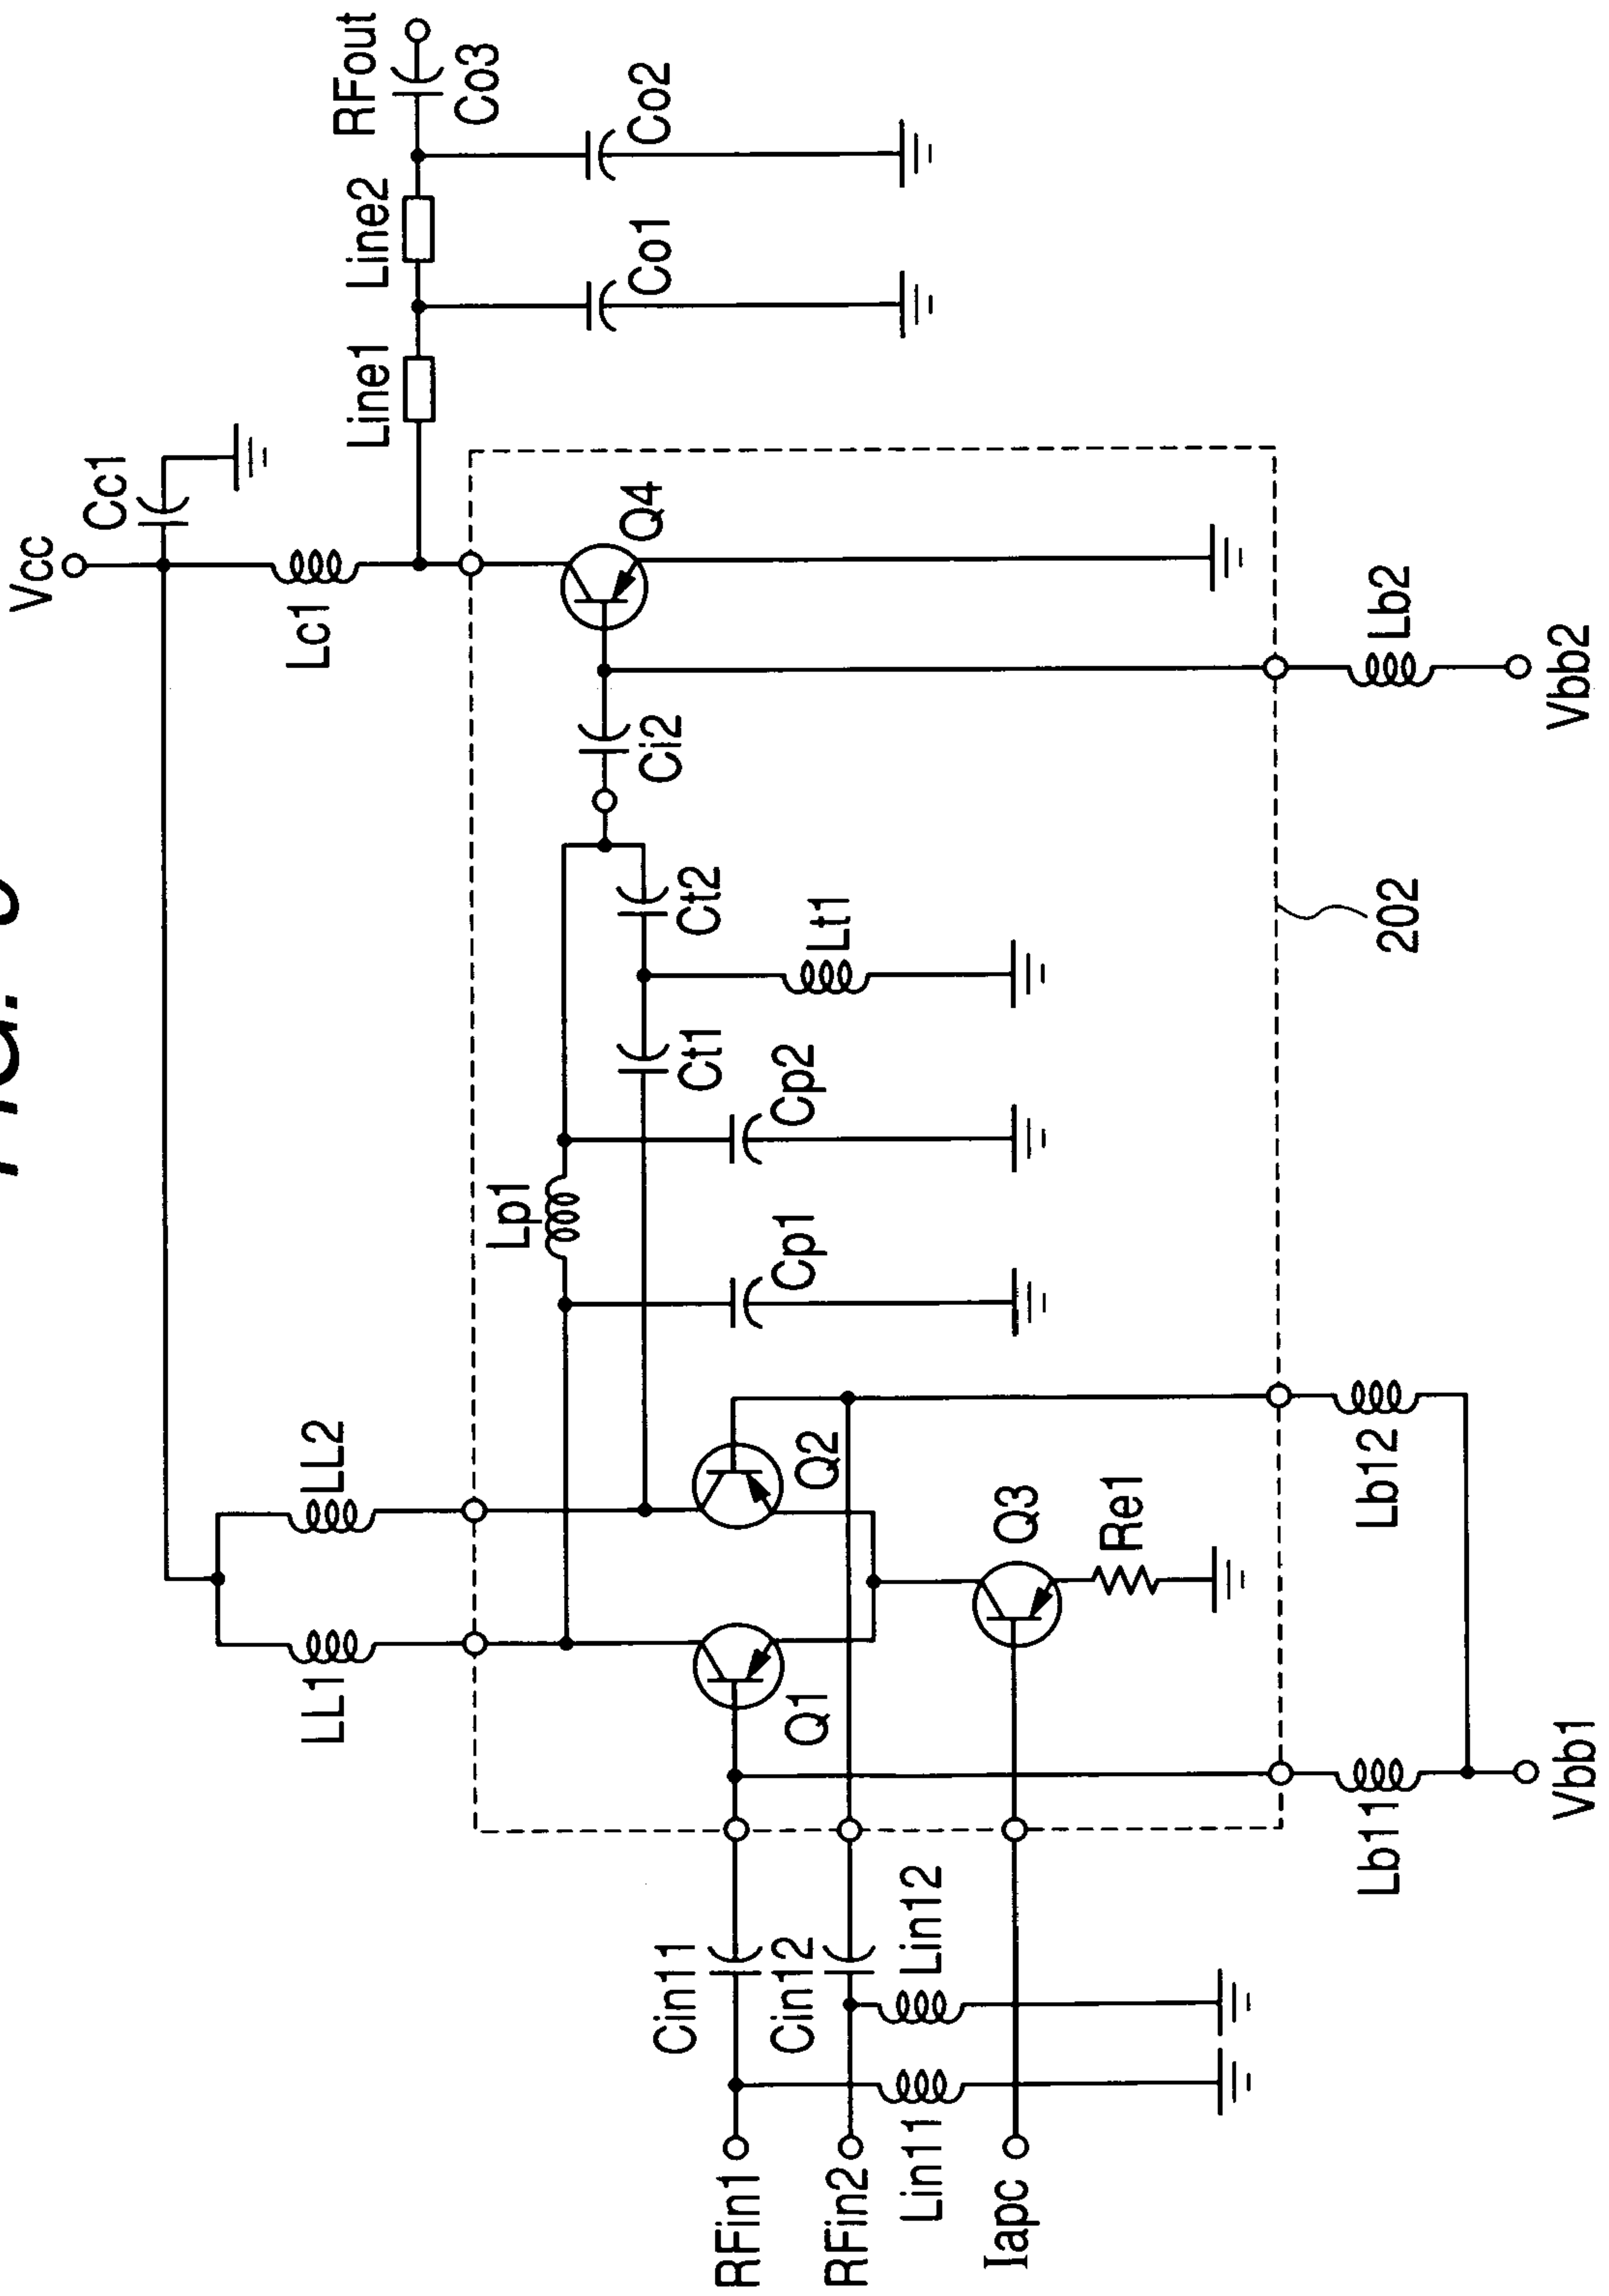 FIG.
Vcc
Cc1
LL1
LL2
Lc1
Line1
Line2
RFout
Co3
Lp1
Q4
Co1
Co2
Cin11
Ct1
Ct2
Ci2
RFin1
Cin12
Q1
Q2
Cp1
Cp2
Lt1
RFin2
Lin11
Lin12
Iapc
Q3
Re1
Lb11
Lb12
202
Lb2
Vbb1
Vbb2